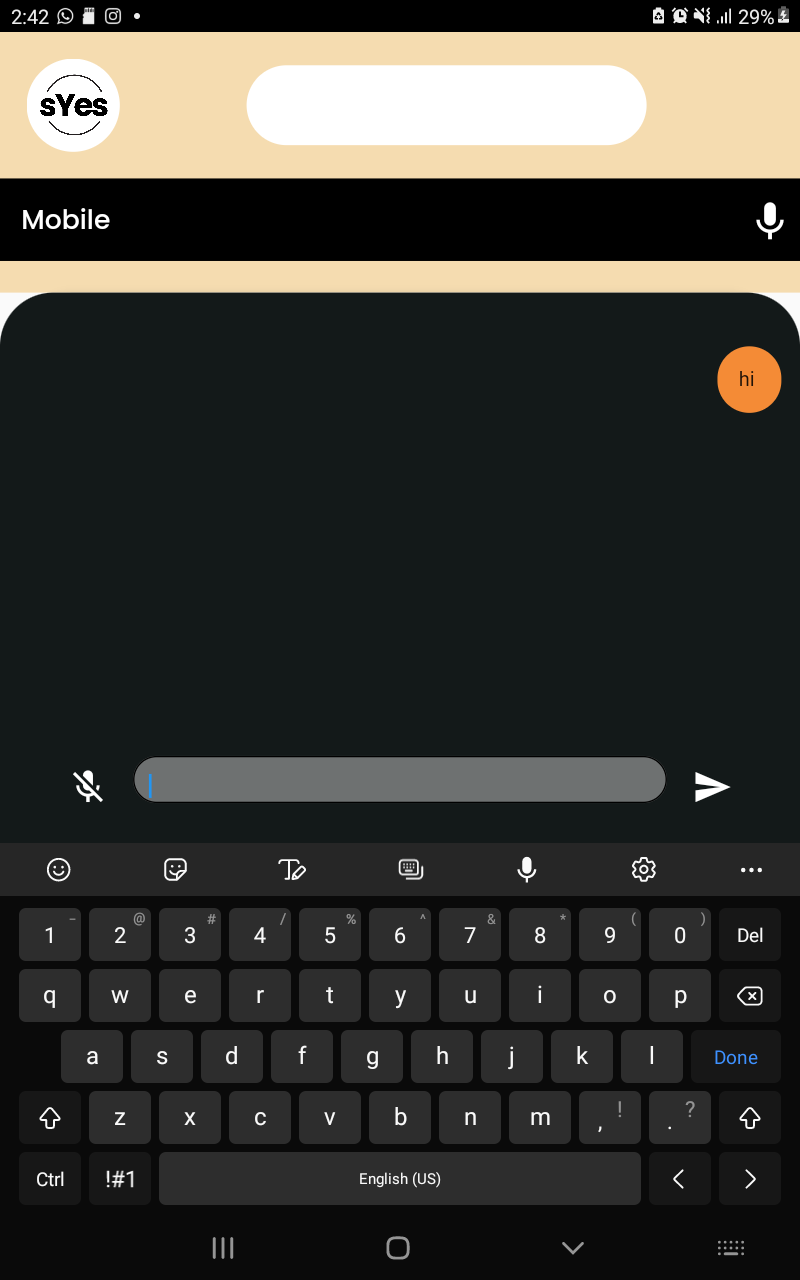 2:42 29%
sYes
Mobile
hi
1 - 2 @ 3 # 4 / 5 % 6 ^ 7 & 8 * 9 ( 0 ) Del
q w e r t y u i o p
a s d f g h j k l Done
z x c v b n m , ! . ?
Ctrl !#1 English (US) < >